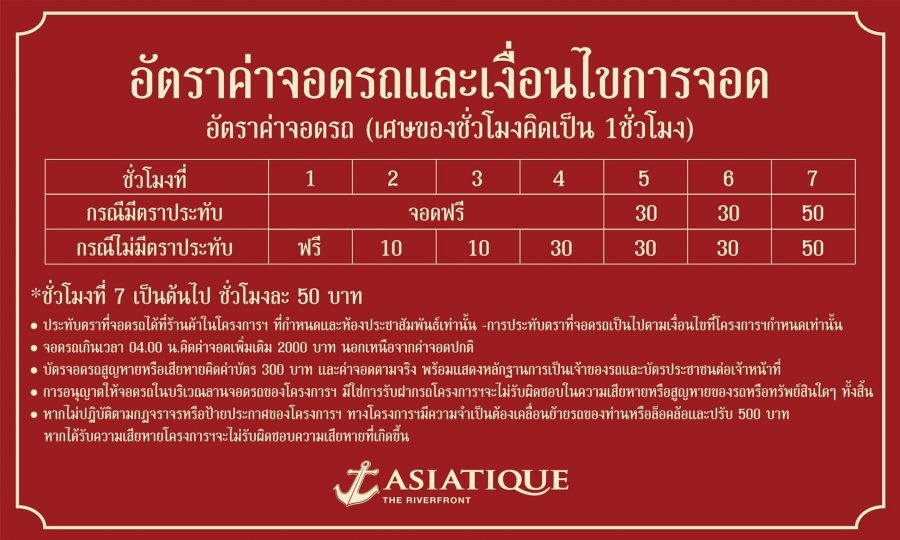 อัตราค่าจอดรถและเงื่อนไขการจอด
อัตราค่าจอดรถ (เศษของชั่วโมงคิดเป็น 1ชั่วโมง)
ชั่วโมงที่ 1 2 3 4 5 6 7
กรณีมีตราประทับ จอดฟรี 30 30 50
กรณีไม่มีตราประทับ ฟรี 10 10 30 30 30 50
*ชั่วโมงที่ 7 เป็นต้นไป ชั่วโมงละ 50 บาท
● ประทับตราที่จอดรถได้ที่ร้านค้าในโครงการฯ ที่กำหนดและห้องประชาสัมพันธ์เท่านั้น -การประทับตราที่จอดรถเป็นไปตามเงื่อนไขที่โครงการฯกำหนดเท่านั้น
● จอดรถเกินเวลา 04.00 น.คิดค่าจอดเพิ่มเติม 2000 บาท นอกเหนือจากค่าจอดปกติ
● บัตรจอดรถสูญหายหรือเสียหายคิดค่าบัตร 300 บาท และค่าจอดตามจริง พร้อมแสดงหลักฐานการเป็นเจ้าของรถและบัตรประชาชนต่อเจ้าหน้าที่
● การอนุญาตให้จอดรถในบริเวณลานจอดรถของโครงการฯ มิใช่การรับฝากรถโครงการฯจะไม่รับผิดชอบในความเสียหายหรือสูญหายของรถหรือทรัพย์สินใดๆ ทั้งสิ้น
● หากไม่ปฎิบัติตามกฎจราจรหรือป้ายประกาศของโครงการฯ ทางโครงการฯมีความจำเป็นต้องเคลื่อนย้ายรถของท่านหรือล็อคล้อและปรับ 500 บาท
หากได้รับความเสียหายโครงการฯจะไม่รับผิดชอบความเสียหายที่เกิดขึ้น
ASIATIQUE
THE RIVERFRONT